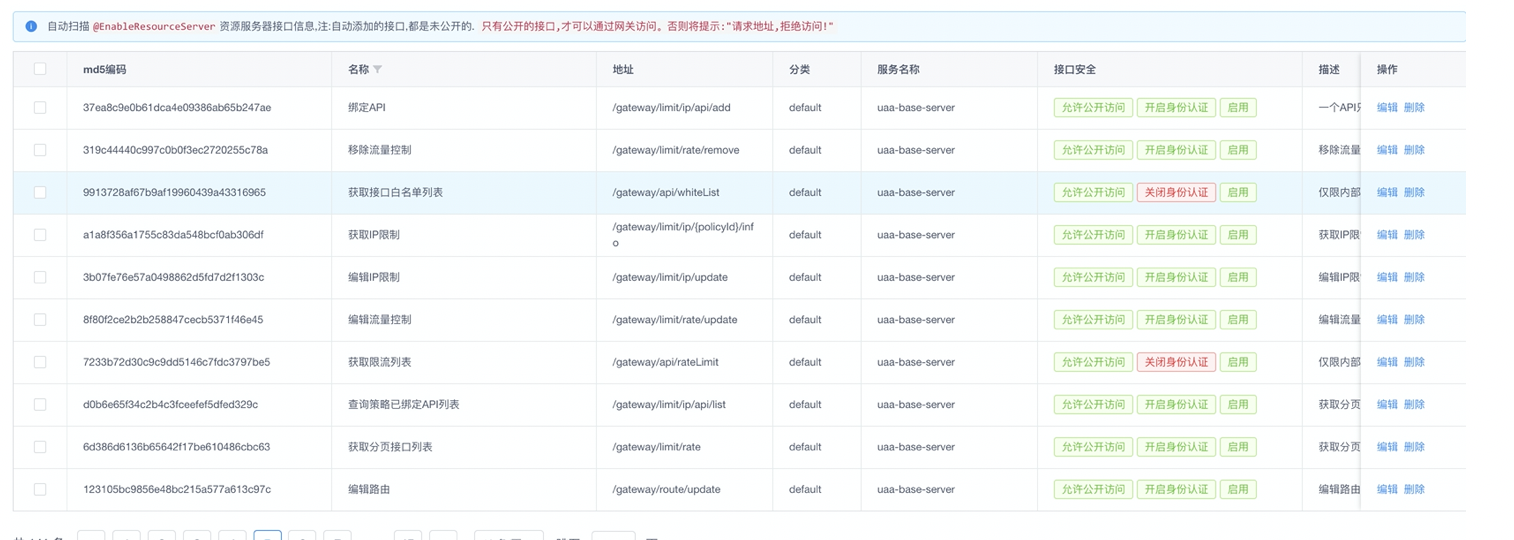 自动扫描 @EnableResourceServer 资源服务器接口信息,注:自动添加的接口,都是未公开的. 只有公开的接口,才可以通过网关访问。否则将提示:"请求地址,拒绝访问!"
md5编码 名称 地址 分类 服务名称 接口安全 描述 操作
37ea8c9e0b61dca4e09386ab65b247ae 绑定API /gateway/limit/ip/api/add default uaa-base-server 允许公开访问 开启身份认证 启用 一个API 编辑 删除
319c44440c997c0b0f3ec2720255c78a 移除流量控制 /gateway/limit/rate/remove default uaa-base-server 允许公开访问 开启身份认证 启用 移除流量 编辑 删除
9913728af67b9af19960439a43316965 获取接口白名单列表 /gateway/api/whiteList default uaa-base-server 允许公开访问 关闭身份认证 启用 仅限内部 编辑 删除
a1a8f356a1755c83da548bcf0ab306df 获取IP限制 /gateway/limit/ip/{policyId}/inf default uaa-base-server 允许公开访问 开启身份认证 启用 获取IP限 编辑 删除
o
3b07fe76e57a0498862d5fd7d2f1303c 编辑IP限制 /gateway/limit/ip/update default uaa-base-server 允许公开访问 开启身份认证 启用 编辑IP限 编辑 删除
8f80f2ce2b2b258847cecb5371f46e45 编辑流量控制 /gateway/limit/rate/update default uaa-base-server 允许公开访问 开启身份认证 启用 编辑流量 编辑 删除
7233b72d30c9c9dd5146c7fdc3797be5 获取限流列表 /gateway/api/rateLimit default uaa-base-server 允许公开访问 关闭身份认证 启用 仅限内部 编辑 删除
d0b6e65f34c2b4c3fceefef5dfed329c 查询策略已绑定API列表 /gateway/limit/ip/api/list default uaa-base-server 允许公开访问 开启身份认证 启用 获取分页 编辑 删除
6d386d6136b65642f17be610486cbc63 获取分页接口列表 /gateway/limit/rate default uaa-base-server 允许公开访问 开启身份认证 启用 获取分页 编辑 删除
123105bc9856e48bc215a577a613c97c 编辑路由 /gateway/route/update default uaa-base-server 允许公开访问 开启身份认证 启用 编辑路由 编辑 删除